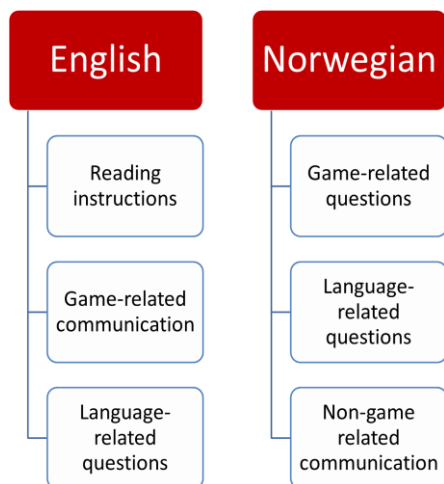 English
Reading
instructions
Game-related
communication
Language-
related
questions
Norwegian
Game-related
questions
Language-
related
questions
Non-game
related
communication